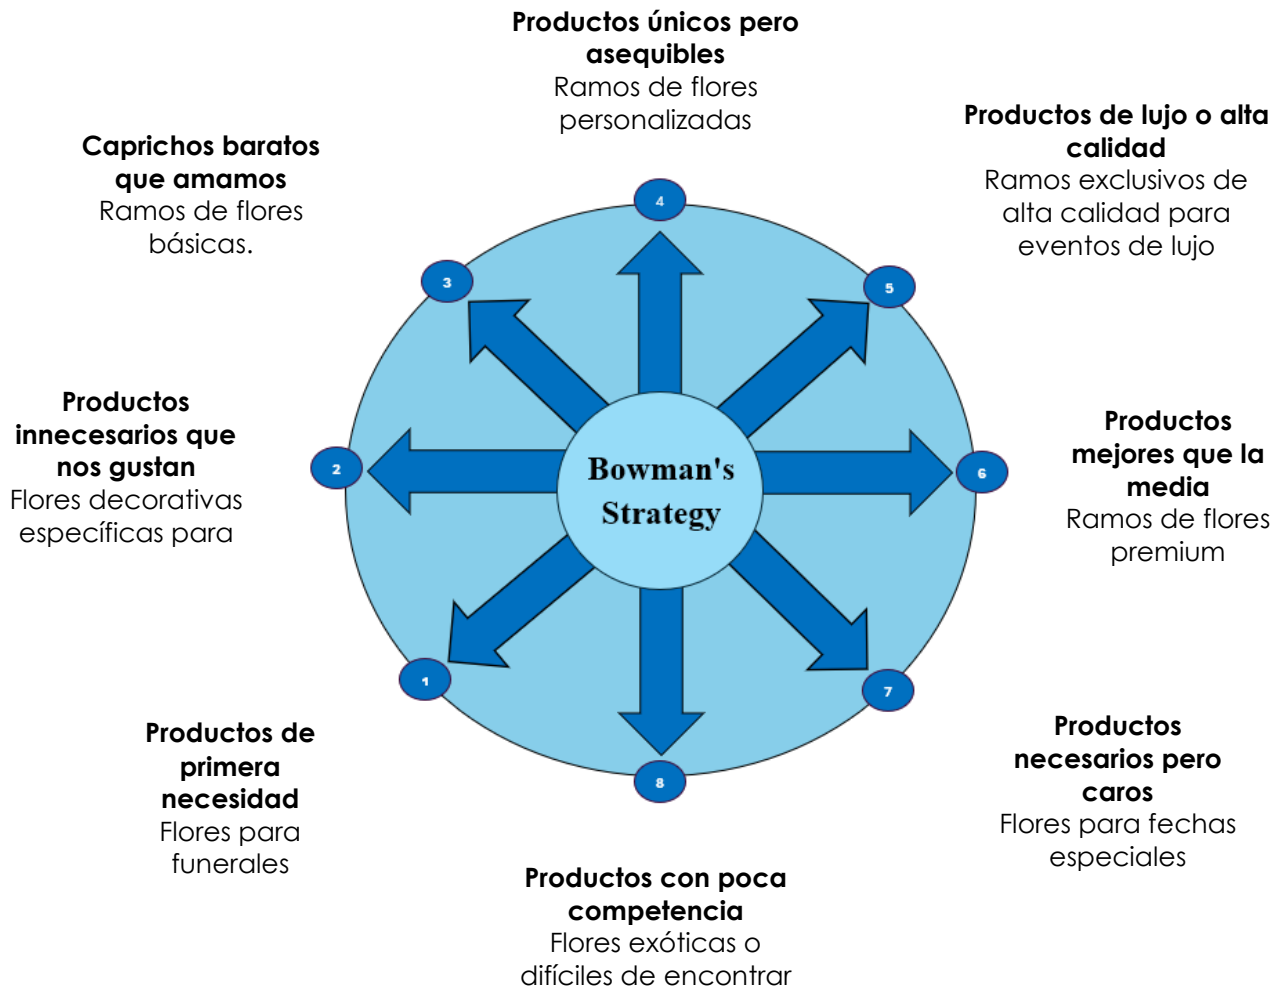 Productos únicos pero
asequibles
Ramos de flores
personalizadas
Productos de lujo o alta
calidad
Ramos exclusivos de
alta calidad para
eventos de lujo
Caprichos baratos
que amamos
Ramos de flores
básicas.
4
3
5
Productos
innecesarios que
nos gustan
Flores decorativas
específicas para
2
Bowman's
Strategy
6
Productos
mejores que la
media
Ramos de flores
premium
1
7
8
Productos de
primera
necesidad
Flores para
funerales
Productos
necesarios pero
caros
Flores para fechas
especiales
Productos con poca
competencia
Flores exóticas o
difíciles de encontrar